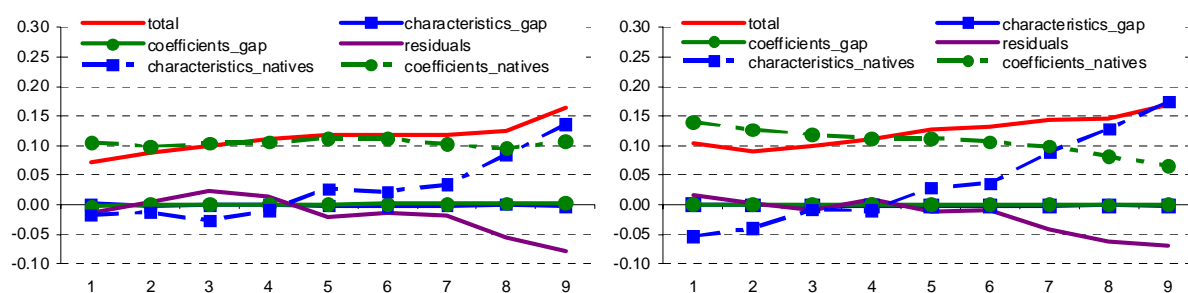 0.30 total characteristics_gap
0.25 coefficients_gap residuals
0.20 characteristics_natives coefficients_natives
0.15
0.10
0.05
0.00
-0.05
-0.10
1 2 3 4 5 6 7 8 9
0.30 total characteristics_gap
0.25 coefficients_gap residuals
0.20 characteristics_natives coefficients_natives
0.15
0.10
0.05
0.00
-0.05
-0.10
1 2 3 4 5 6 7 8 9